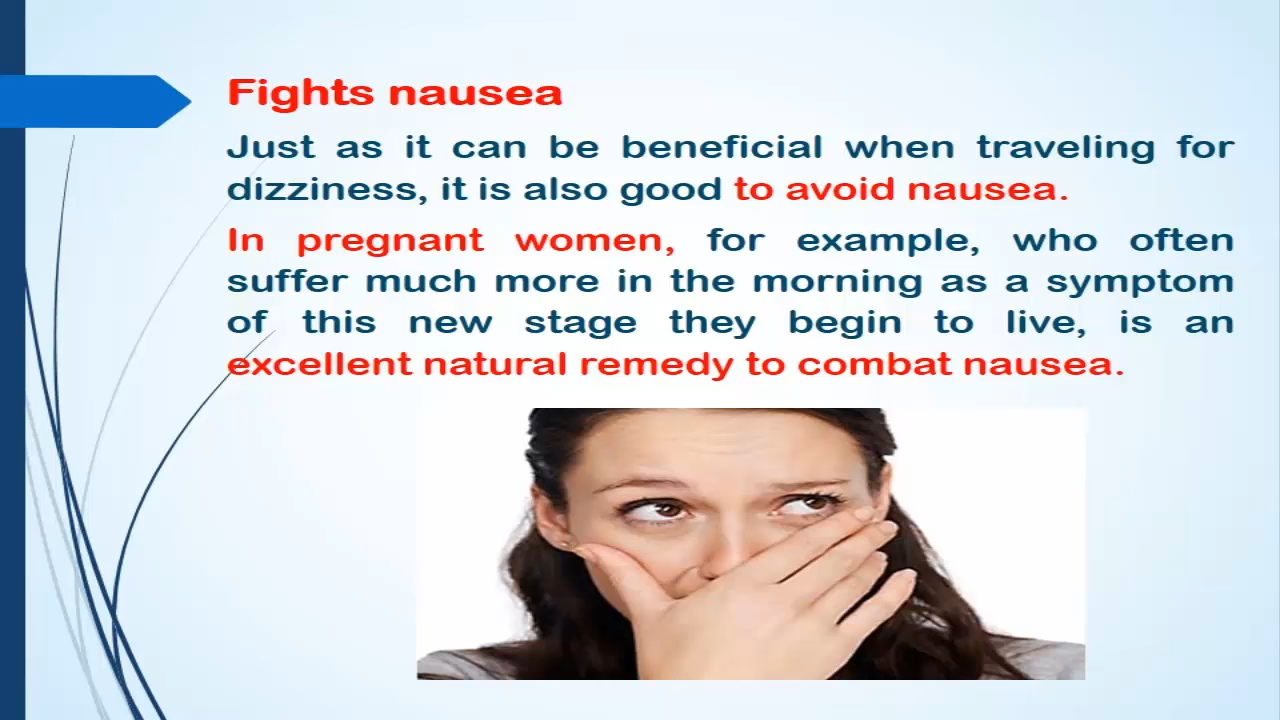 Fights nausea
Just as it can be beneficial when traveling for
dizziness, it is also good to avoid nausea.
In pregnant women, for example, who often
suffer much more in the morning as a symptom
of this new stage they begin to live, is an
excellent natural remedy to combat nausea.